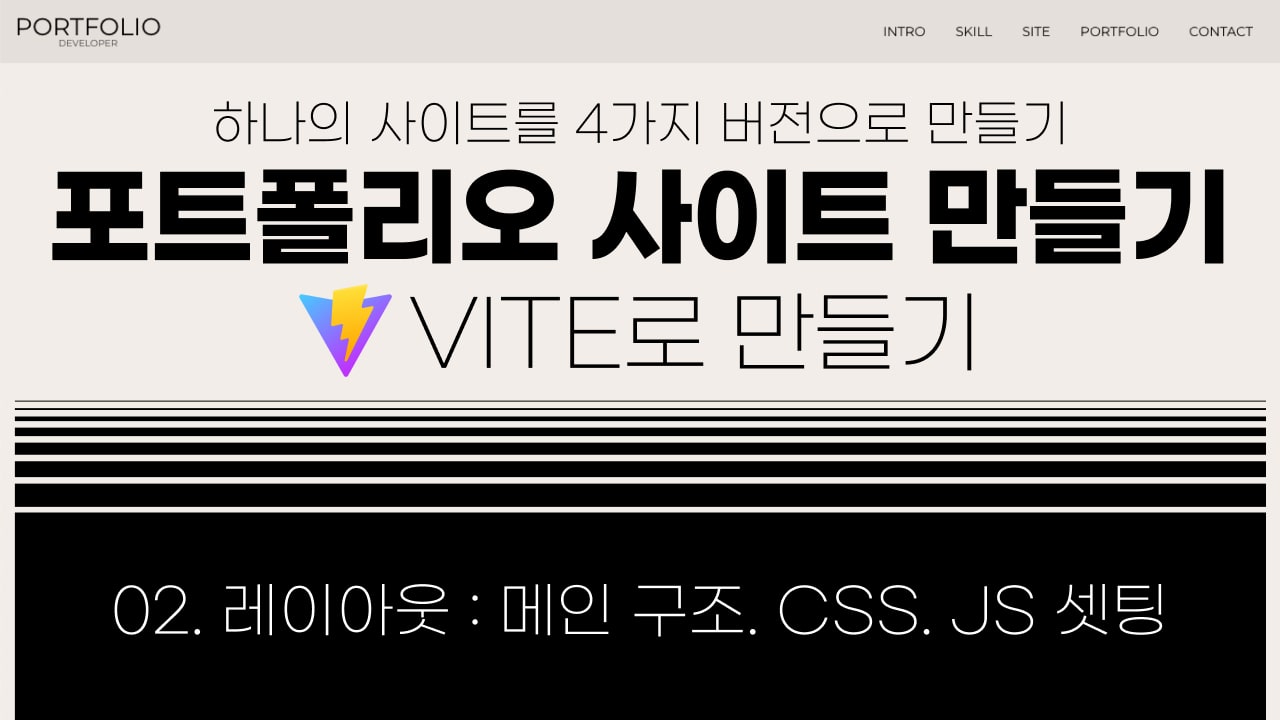 PORTFOLIO
DEVELOPER
INTRO SKILL SITE PORTFOLIO CONTACT
하나의 사이트를 4가지 버전으로 만들기
포트폴리오 사이트 만들기
VITE로 만들기
02. 레이아웃 : 메인 구조. CSS. JS 셋팅